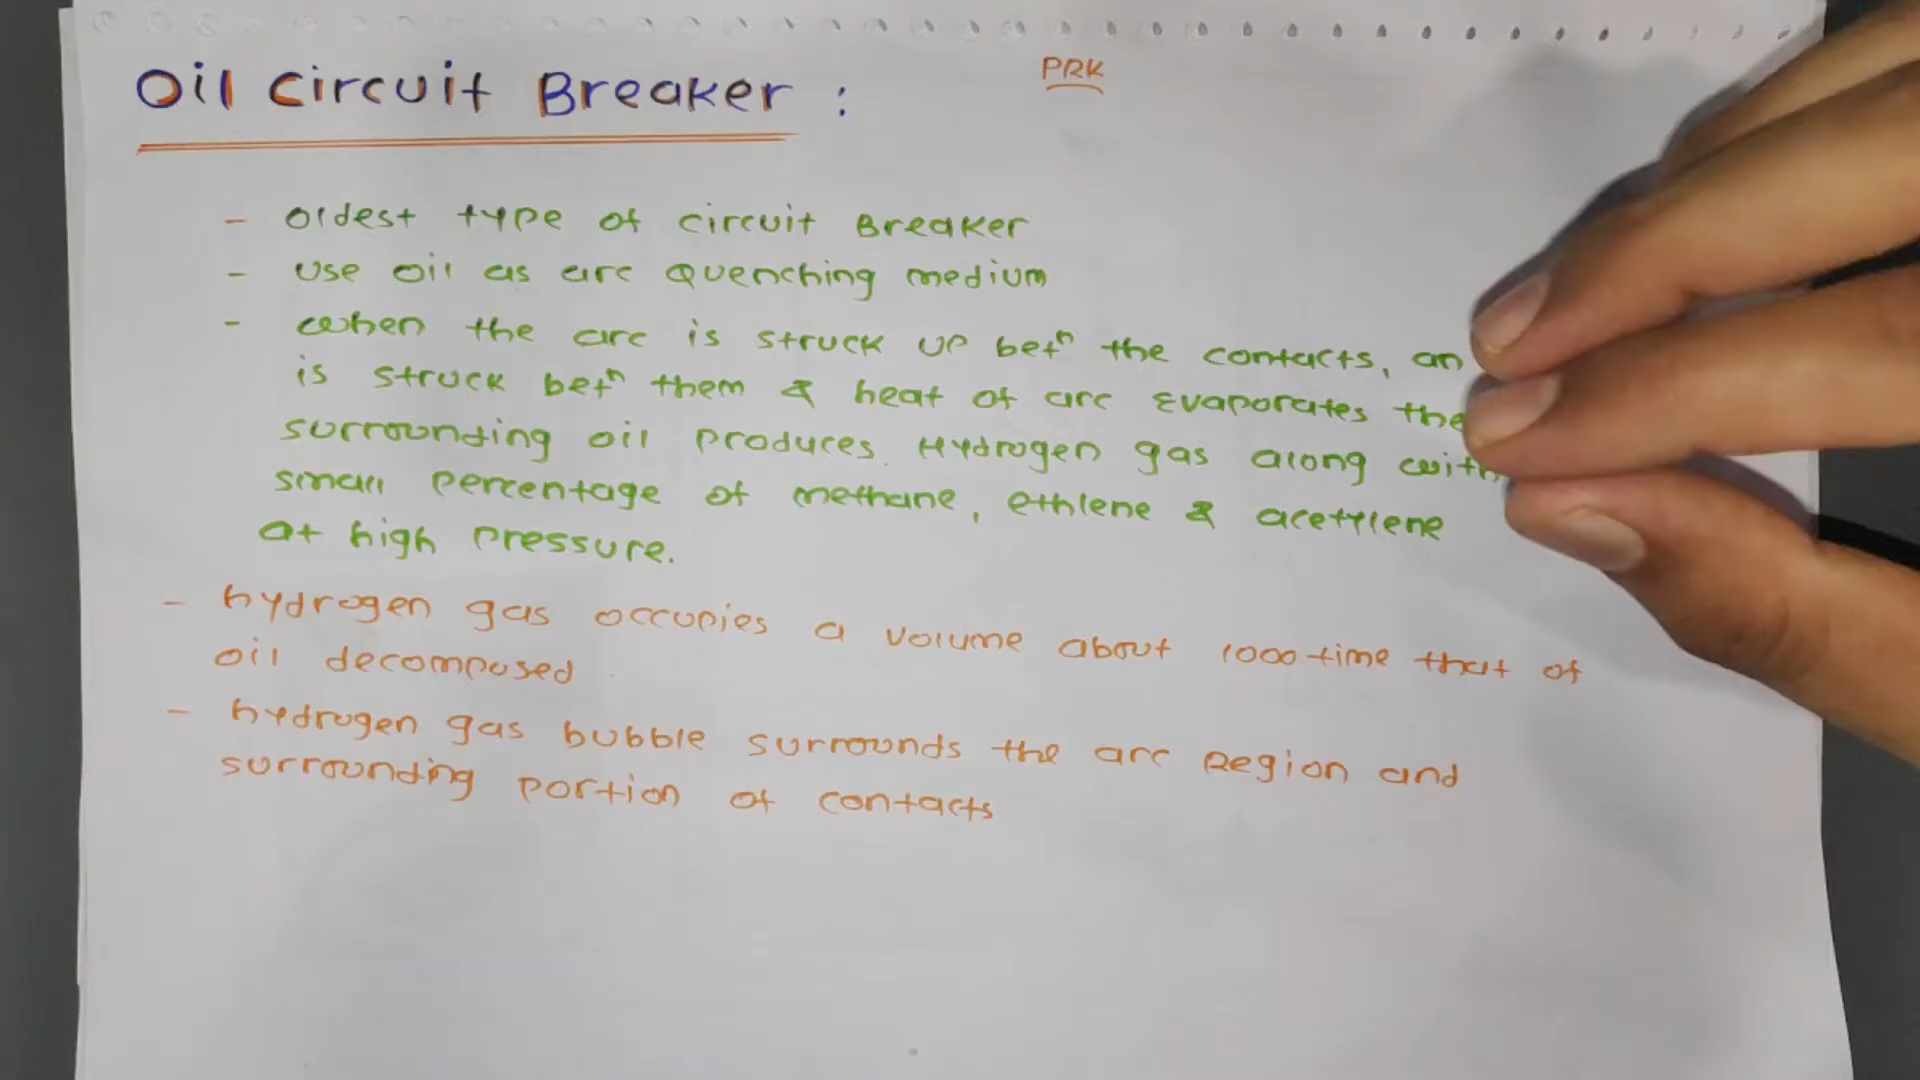 Oil Circuit Breaker :
PRK
- Oldest type of circuit Breaker
- Use oil as arc Quenching medium
- when the arc is struck up betn the contacts, an
is struck betn them & heat of arc Evaporates the
surrounding oil produces Hydrogen gas along with
small percentage of methane, ethlene & acetylene
at high pressure.
- hydrogen gas occupies a volume about 1000 time that of
oil decomposed
- hydrogen gas bubble surrounds the arc Region and
surrounding portion of contacts